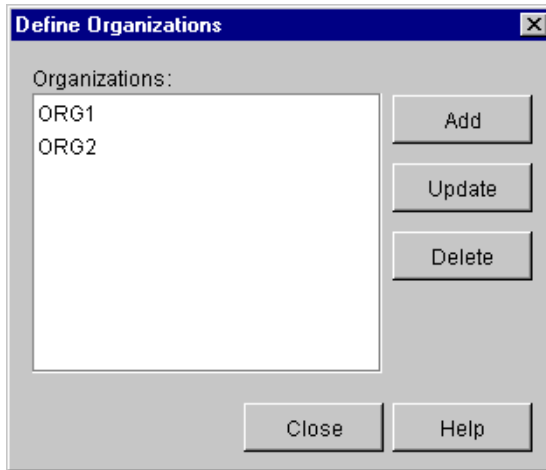 Define Organizations
Organizations:
ORG1
ORG2
Add
Update
Delete
Close
Help